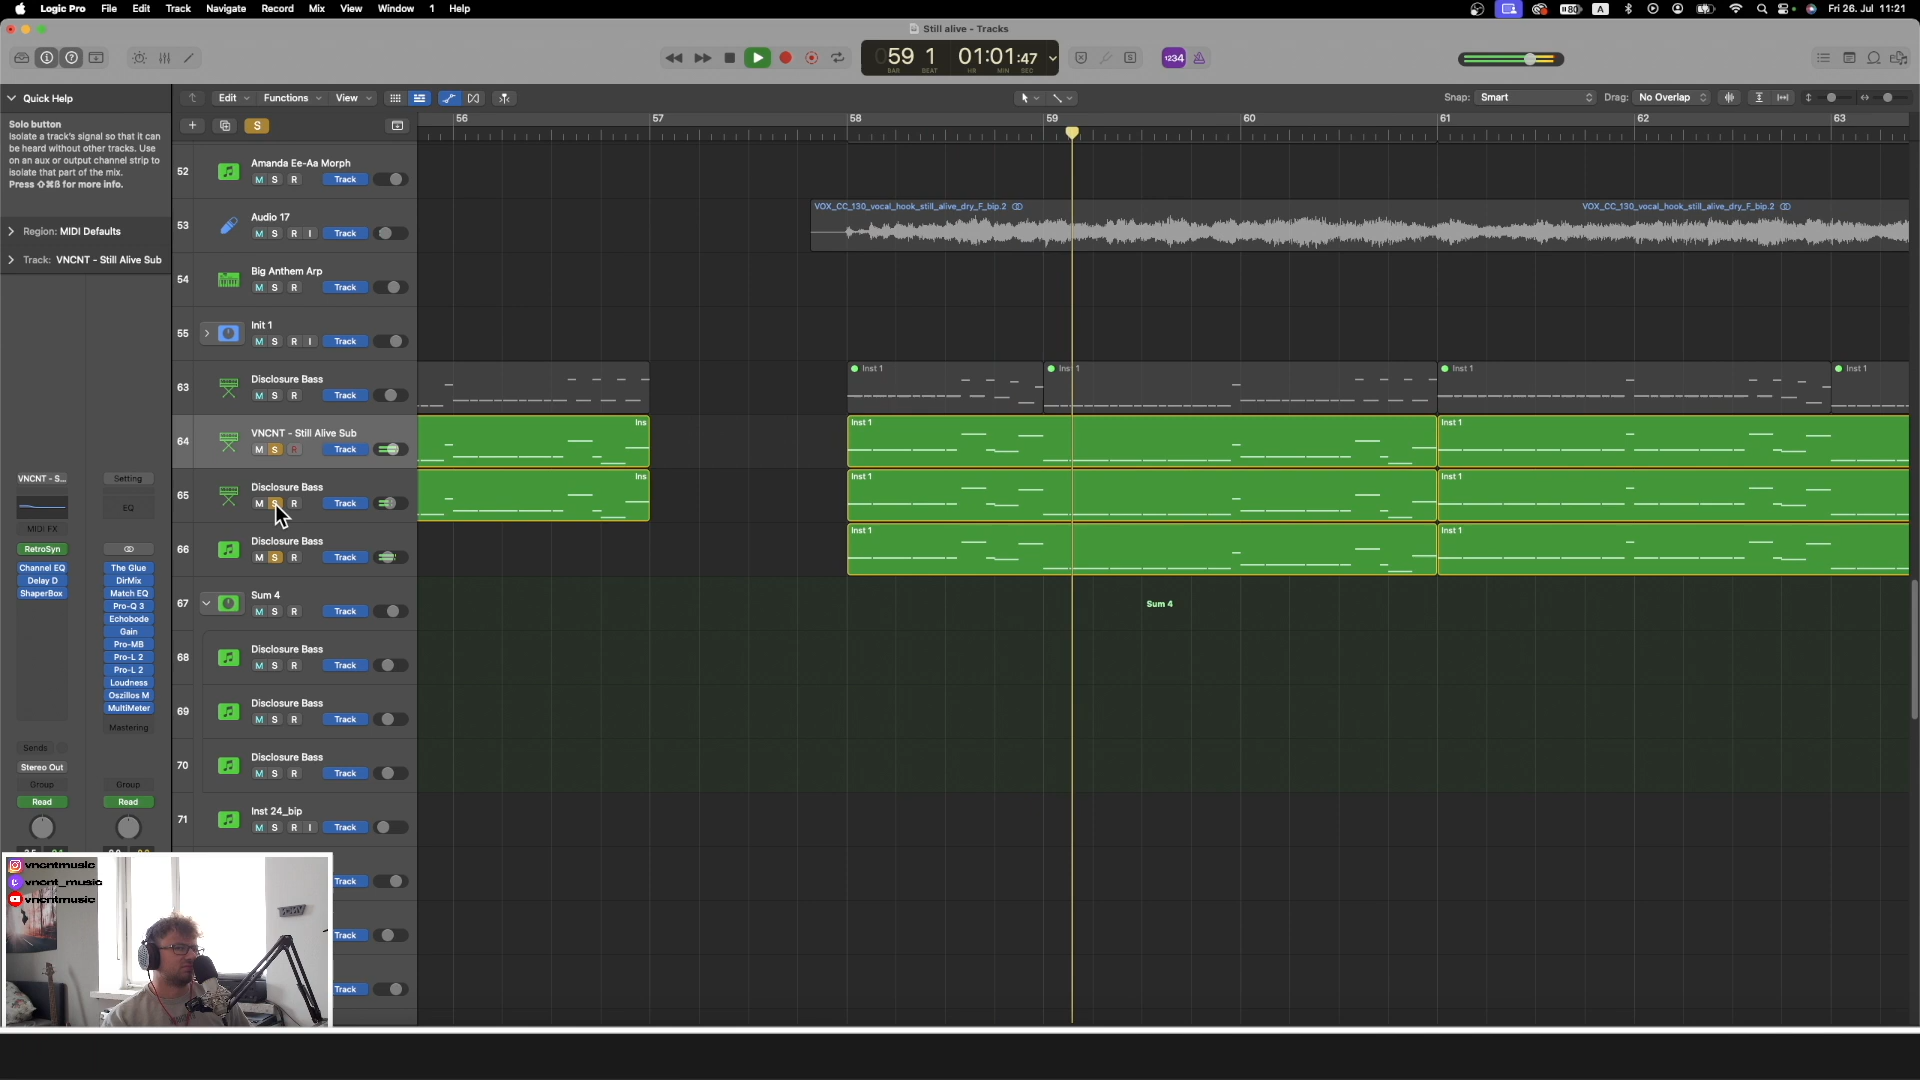 Logic Pro File Edit Track Navigate Record Mix View Window 1 Help
80 A Fri 26. Jul 11:21
Still alive - Tracks
59 1 01:01:47
BAR BEAT HR MIN SEC
1234
Quick Help
Edit Functions View
Snap: Smart Drag: No Overlap
Solo button
Isolate a track's signal so that it can
be heard without other tracks. Use
on an aux or output channel strip to
isolate that part of the mix.
Press ⇧⌘ß for more info.
S
56 57 58 59 60 61 62 63
52 Amanda Ee-Aa Morph
M S R Track
53 Audio 17
M S R I Track
VOX_CC_130_vocal_hook_still_alive_dry_F_bip.2
VOX_CC_130_vocal_hook_still_alive_dry_F_bip.2
Region: MIDI Defaults
Track: VNCNT - Still Alive Sub
54 Big Anthem Arp
M S R Track
55 Init 1
M S R I Track
63 Disclosure Bass
M S R Track
Inst 1 Inst 1 Inst 1
64 VNCNT - Still Alive Sub
M S R Track
Ins Inst 1 Inst 1
65 Disclosure Bass
M S R Track
Ins Inst 1 Inst 1
66 Disclosure Bass
M S R Track
Inst 1 Inst 1
67 Sum 4
M S R Track
Sum 4
68 Disclosure Bass
M S R Track
69 Disclosure Bass
M S R Track
70 Disclosure Bass
M S R Track
71 Inst 24_bip
M S R I Track
Track
Track
Track
VNCNT - S... Setting
EQ
MIDI FX
RetroSyn
Channel EQ The Glue
Delay D DirMix
ShaperBox Match EQ
Pro-Q 3
Echobode
Gain
Pro-MB
Pro-L 2
Pro-L 2
Loudness
Oszillos M
MultiMeter
Mastering
Sends
Stereo Out
Group Group
Read Read
vncntmusic
vncnt_music
vncntmusic